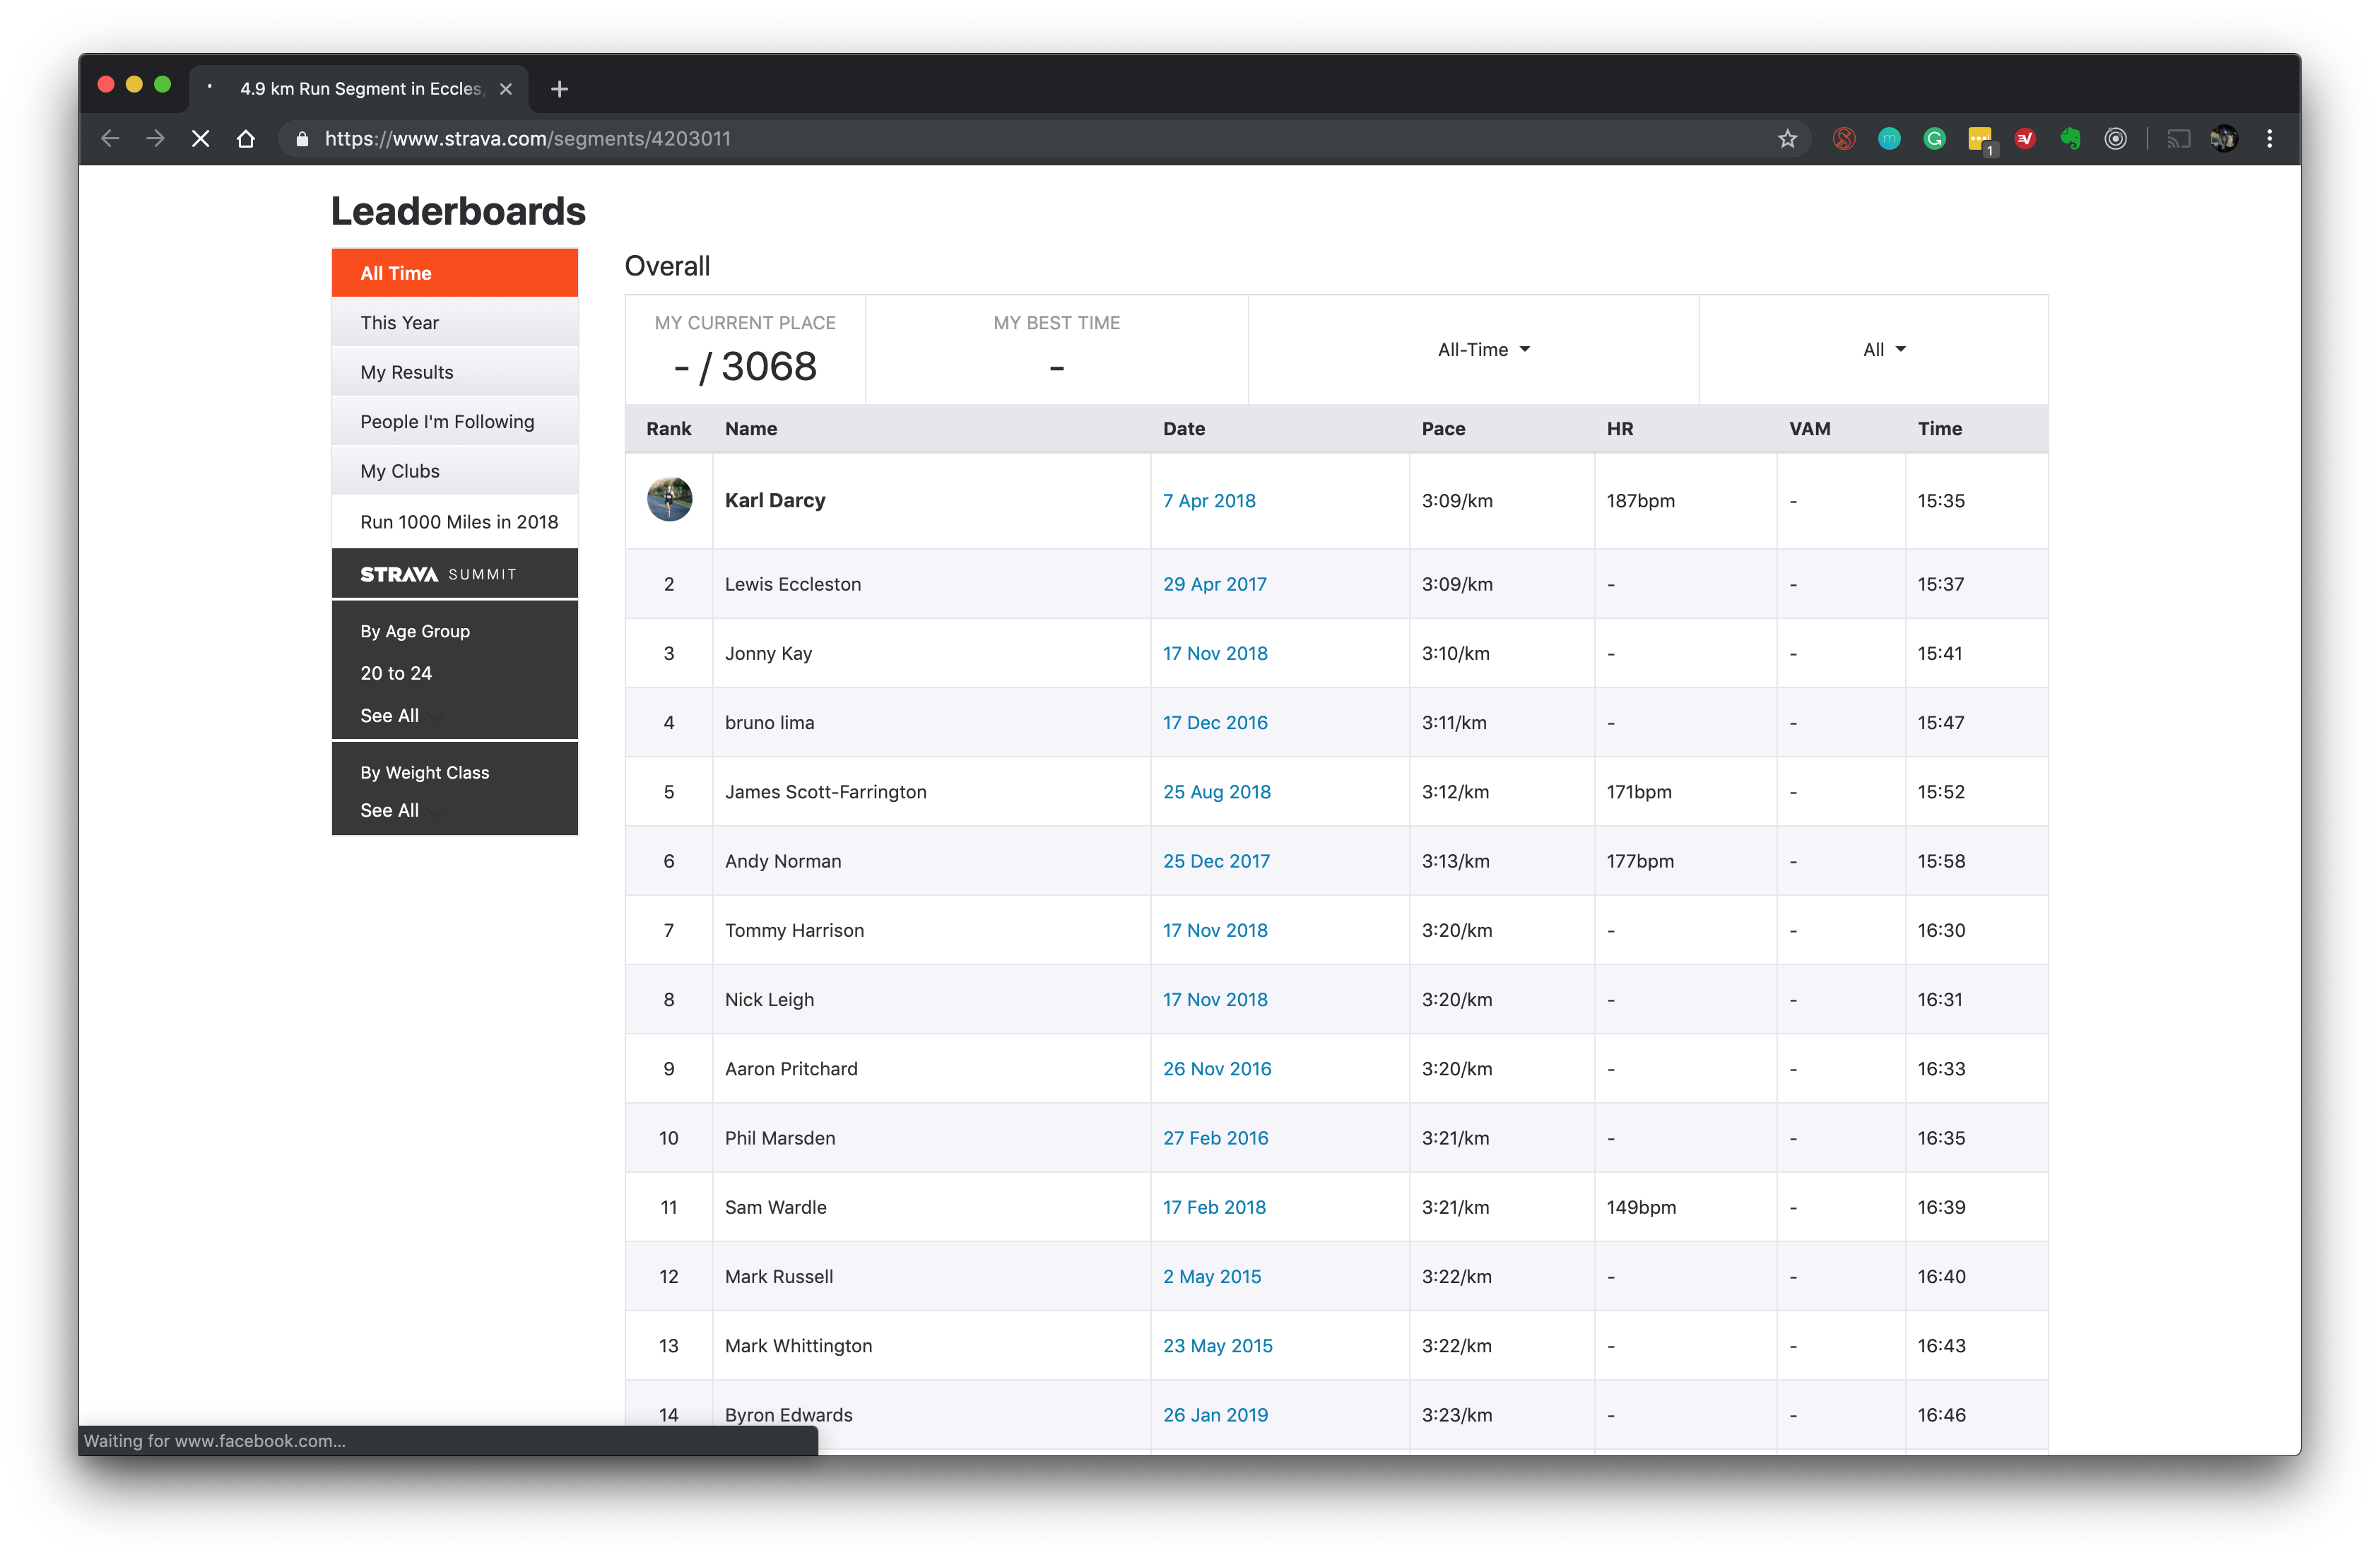 4.9 km Run Segment in Eccles,
https://www.strava.com/segments/4203011
1
Leaderboards
All Time
This Year
My Results
People I'm Following
My Clubs
Run 1000 Miles in 2018
STRAVA SUMMIT
By Age Group
20 to 24
See All
By Weight Class
See All
Overall
MY CURRENT PLACE
- / 3068
MY BEST TIME
-
All-Time
All
Rank Name Date Pace HR VAM Time
Karl Darcy 7 Apr 2018 3:09/km 187bpm - 15:35
2 Lewis Eccleston 29 Apr 2017 3:09/km - - 15:37
3 Jonny Kay 17 Nov 2018 3:10/km - - 15:41
4 bruno lima 17 Dec 2016 3:11/km - - 15:47
5 James Scott-Farrington 25 Aug 2018 3:12/km 171bpm - 15:52
6 Andy Norman 25 Dec 2017 3:13/km 177bpm - 15:58
7 Tommy Harrison 17 Nov 2018 3:20/km - - 16:30
8 Nick Leigh 17 Nov 2018 3:20/km - - 16:31
9 Aaron Pritchard 26 Nov 2016 3:20/km - - 16:33
10 Phil Marsden 27 Feb 2016 3:21/km - - 16:35
11 Sam Wardle 17 Feb 2018 3:21/km 149bpm - 16:39
12 Mark Russell 2 May 2015 3:22/km - - 16:40
13 Mark Whittington 23 May 2015 3:22/km - - 16:43
14 Byron Edwards 26 Jan 2019 3:23/km - - 16:46
Waiting for www.facebook.com...